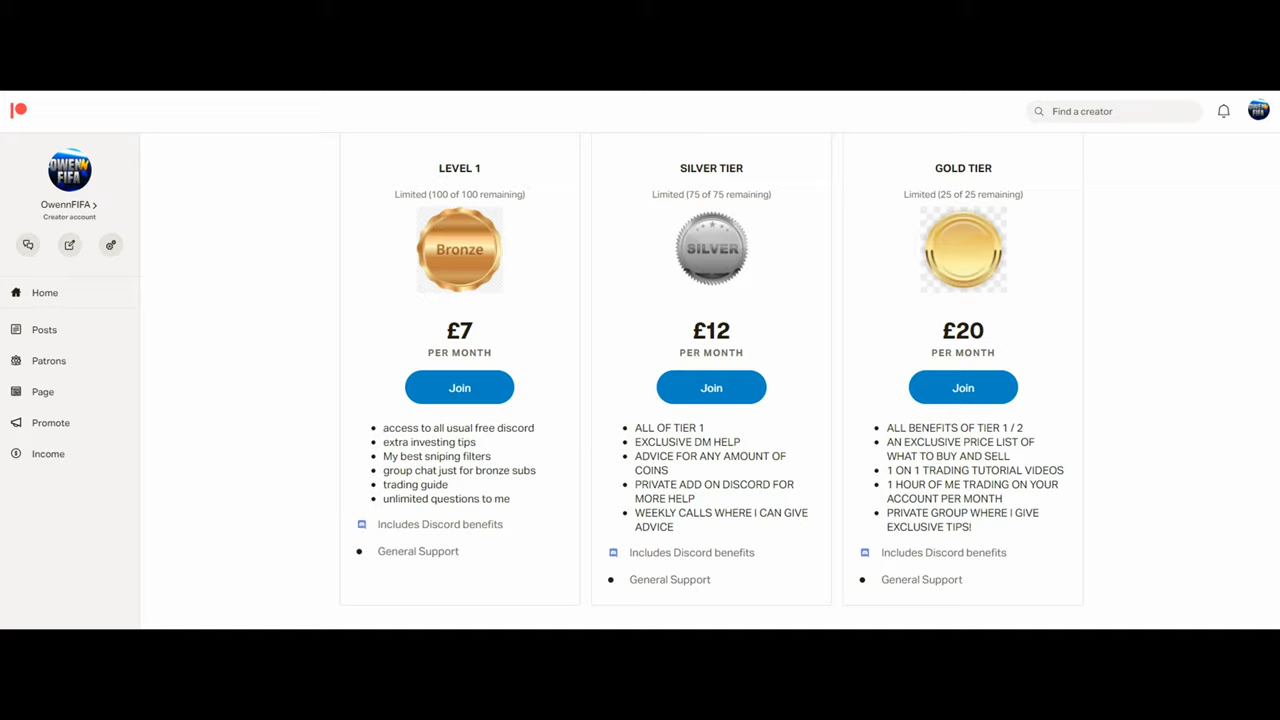 Find a creator
OWENN
FIFA
OwennFIFA
Creator account
Home
Posts
Patrons
Page
Promote
Income
LEVEL 1
Limited (100 of 100 remaining)
Bronze
£7
PER MONTH
Join
access to all usual free discord
extra investing tips
My best sniping filters
group chat just for bronze subs
trading guide
unlimited questions to me
Includes Discord benefits
General Support
SILVER TIER
Limited (75 of 75 remaining)
SILVER
£12
PER MONTH
Join
ALL OF TIER 1
EXCLUSIVE DM HELP
ADVICE FOR ANY AMOUNT OF
COINS
PRIVATE ADD ON DISCORD FOR
MORE HELP
WEEKLY CALLS WHERE I CAN GIVE
ADVICE
Includes Discord benefits
General Support
GOLD TIER
Limited (25 of 25 remaining)
£20
PER MONTH
Join
ALL BENEFITS OF TIER 1 / 2
AN EXCLUSIVE PRICE LIST OF
WHAT TO BUY AND SELL
1 ON 1 TRADING TUTORIAL VIDEOS
1 HOUR OF ME TRADING ON YOUR
ACCOUNT PER MONTH
PRIVATE GROUP WHERE I GIVE
EXCLUSIVE TIPS!
Includes Discord benefits
General Support